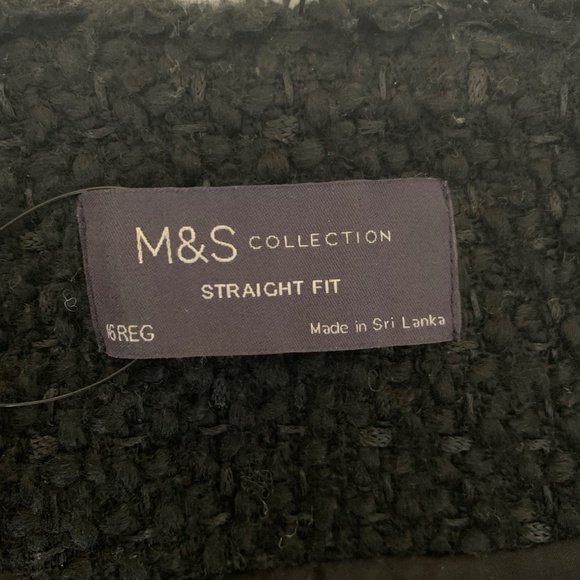 M&S COLLECTION
STRAIGHT FIT
16REG
Made in Sri Lanka